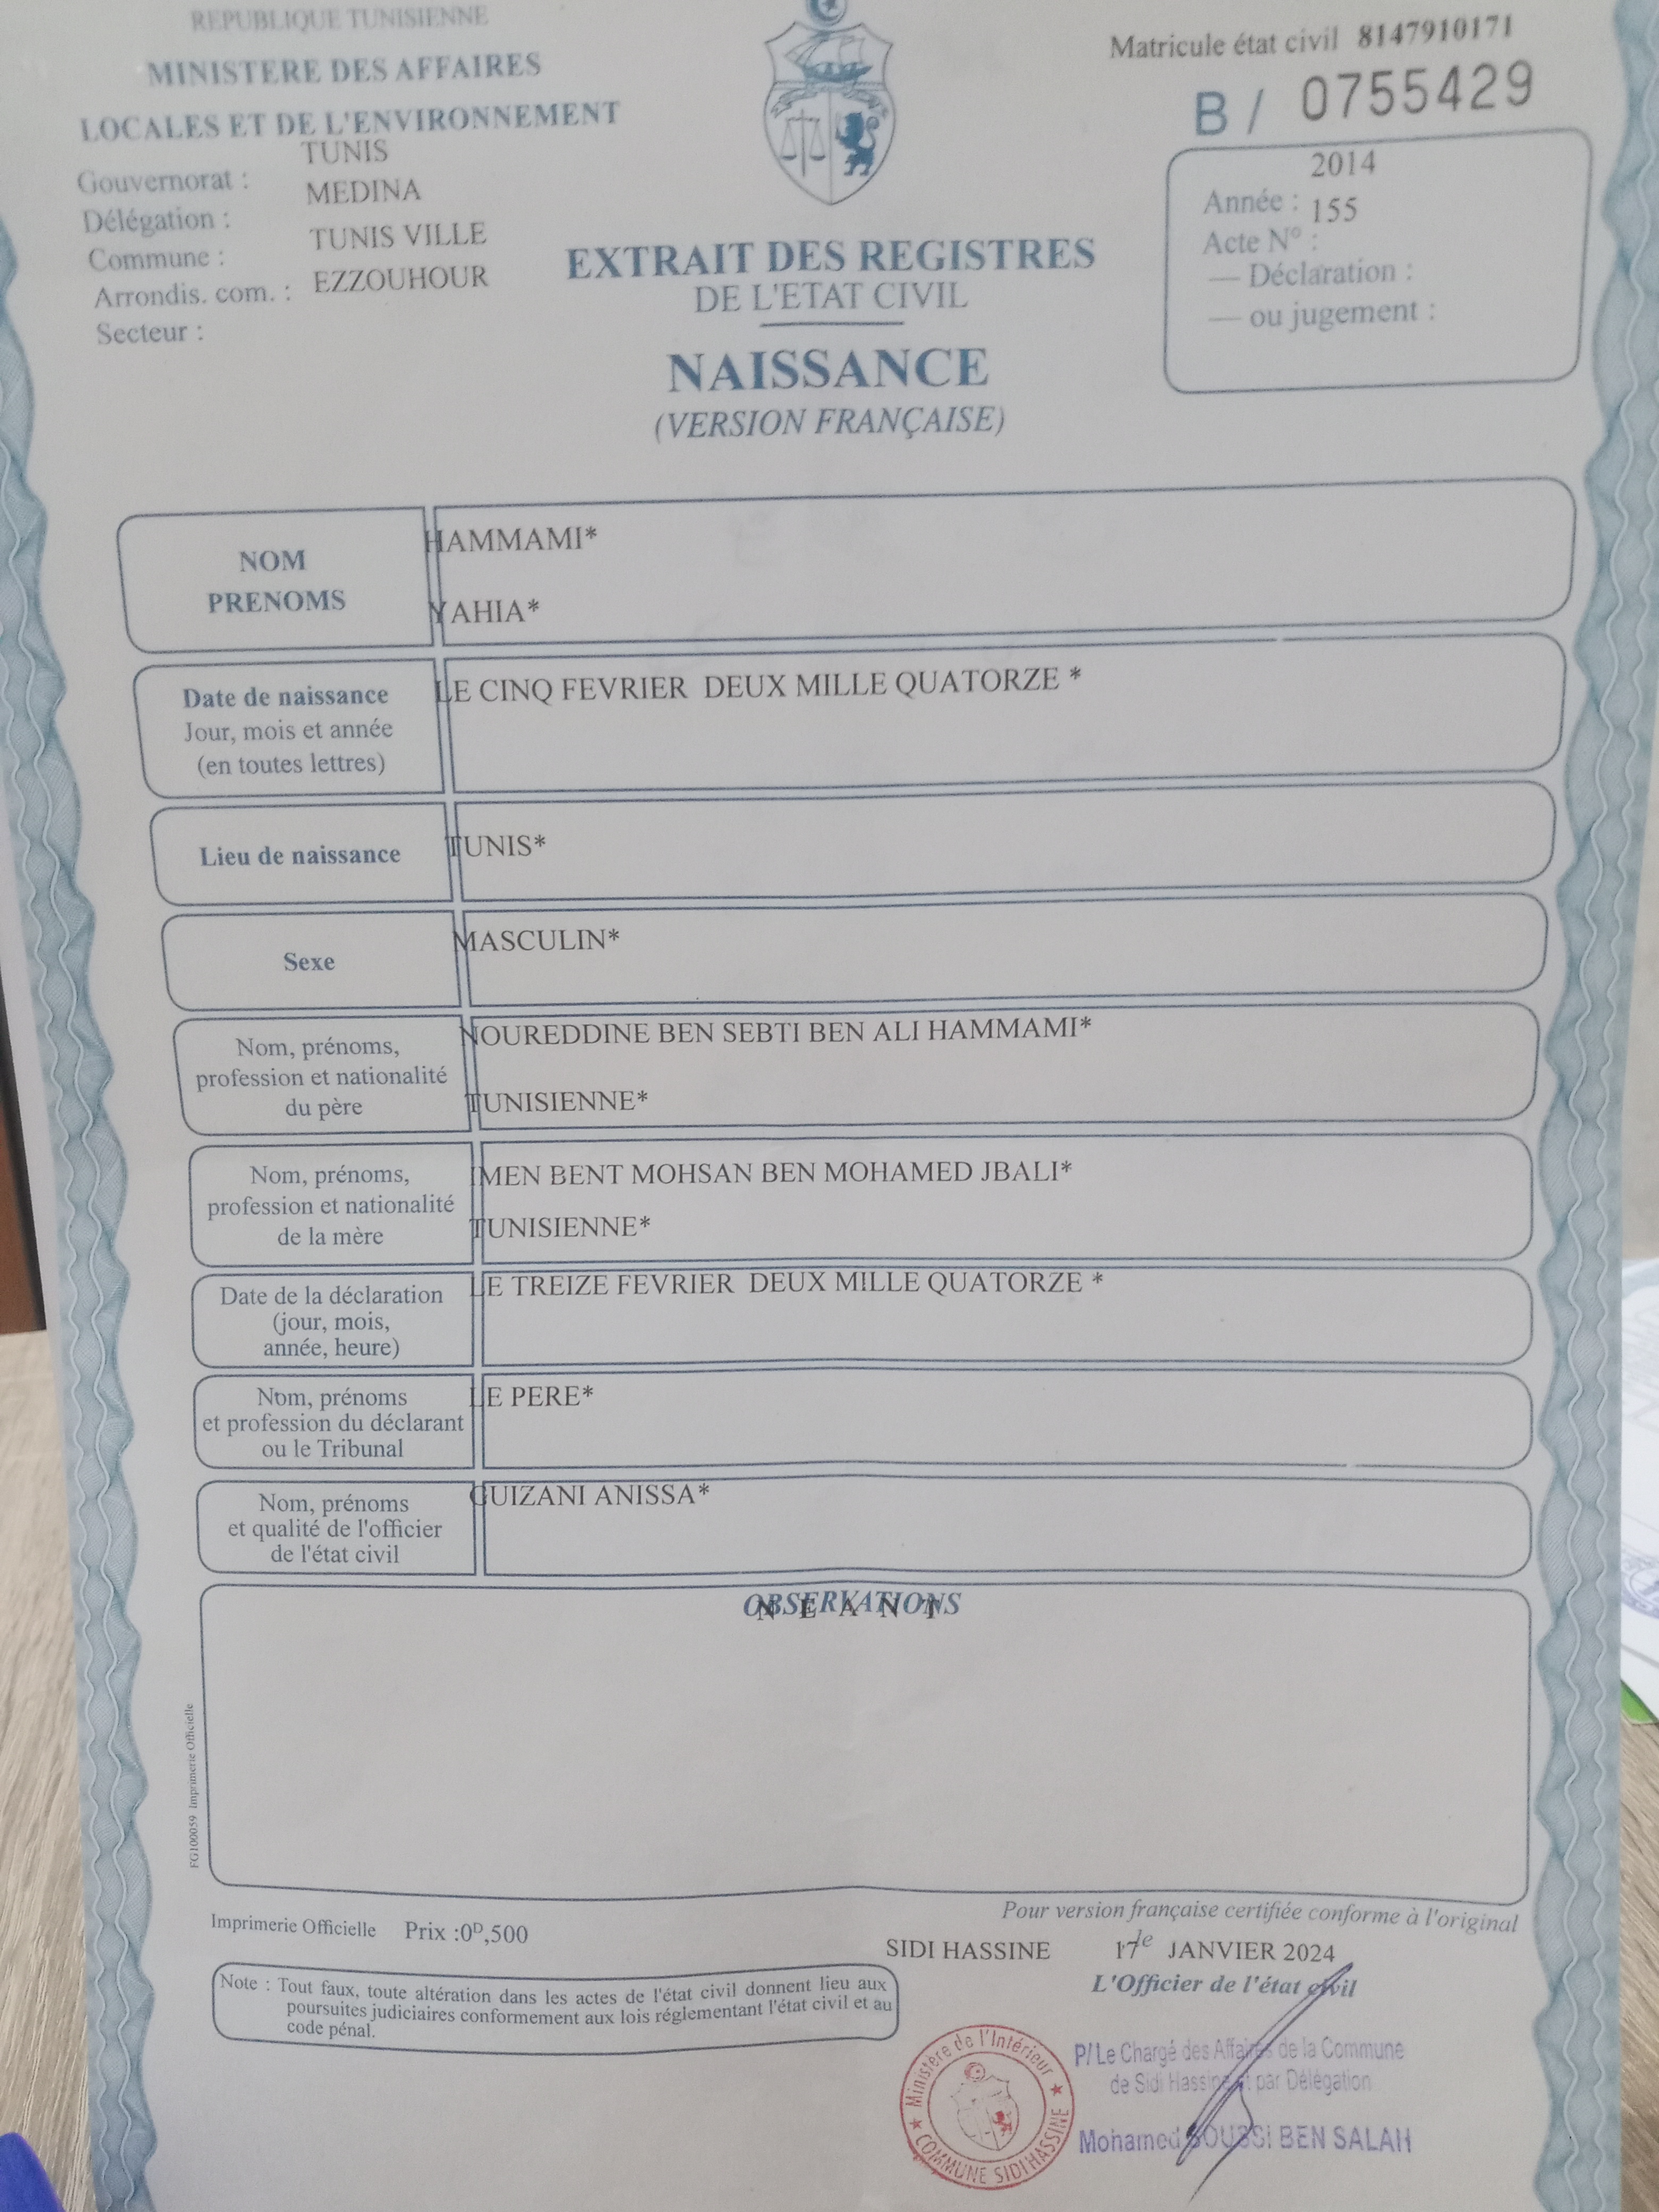 REPUBLIQUE TUNISIENNE
MINISTERE DES AFFAIRES
LOCALES ET DE L'ENVIRONNEMENT
Gouvernorat : TUNIS
Délégation : MEDINA
Commune : TUNIS VILLE
Arrondis. com. : EZZOUHOUR
Secteur :
Matricule état civil 8147910171
B / 0755429
Année : 2014
Acte N° : 155
— Déclaration :
— ou jugement :
EXTRAIT DES REGISTRES
DE L'ETAT CIVIL
NAISSANCE
(VERSION FRANÇAISE)
NOM
PRENOMS
HAMMAMI*
YAHIA*
Date de naissance
Jour, mois et année
(en toutes lettres)
LE CINQ FEVRIER DEUX MILLE QUATORZE *
Lieu de naissance
TUNIS*
Sexe
MASCULIN*
Nom, prénoms,
profession et nationalité
du père
NOUREDDINE BEN SEBTI BEN ALI HAMMAMI*
TUNISIENNE*
Nom, prénoms,
profession et nationalité
de la mère
IMEN BENT MOHSAN BEN MOHAMED JBALI*
TUNISIENNE*
Date de la déclaration
(jour, mois,
année, heure)
LE TREIZE FEVRIER DEUX MILLE QUATORZE *
Nom, prénoms
et profession du déclarant
ou le Tribunal
LE PERE*
Nom, prénoms
et qualité de l'officier
de l'état civil
GUIZANI ANISSA*
OBSERVATIONS
N E A N T
FG100059 Imprimerie Officielle
Imprimerie Officielle Prix :0D,500
Pour version française certifiée conforme à l'original
SIDI HASSINE 17e JANVIER 2024
L'Officier de l'état civil
Note : Tout faux, toute altération dans les actes de l'état civil donnent lieu aux
poursuites judiciaires conformement aux lois réglementant l'état civil et au
code pénal.
Ministère de l'Intérieur
COMMUNE SIDI HASSINE
P/ Le Chargé des Affaires de la Commune
de Sidi Hassine et par Délégation
Mohamed SOUSSI BEN SALAH